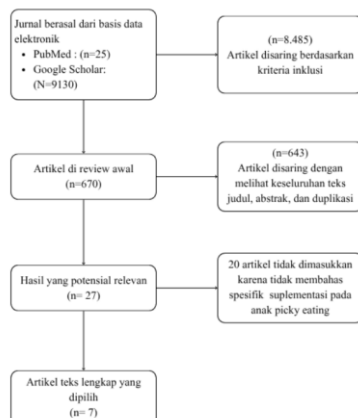 Jurnal berasal dari basis data
elektronik
• PubMed : (n=25)
• Google Scholar:
(N=9130)
(n=8.485)
Artikel disaring berdasarkan
kriteria inklusi
Artikel di review awal
(n=670)
(n=643)
Artikel disaring dengan
melihat keseluruhan teks
judul, abstrak, dan duplikasi
Hasil yang potensial relevan
(n= 27)
20 artikel tidak dimasukkan
karena tidak membahas
spesifik suplementasi pada
anak picky eating
Artikel teks lengkap yang
dipilih
(n= 7)